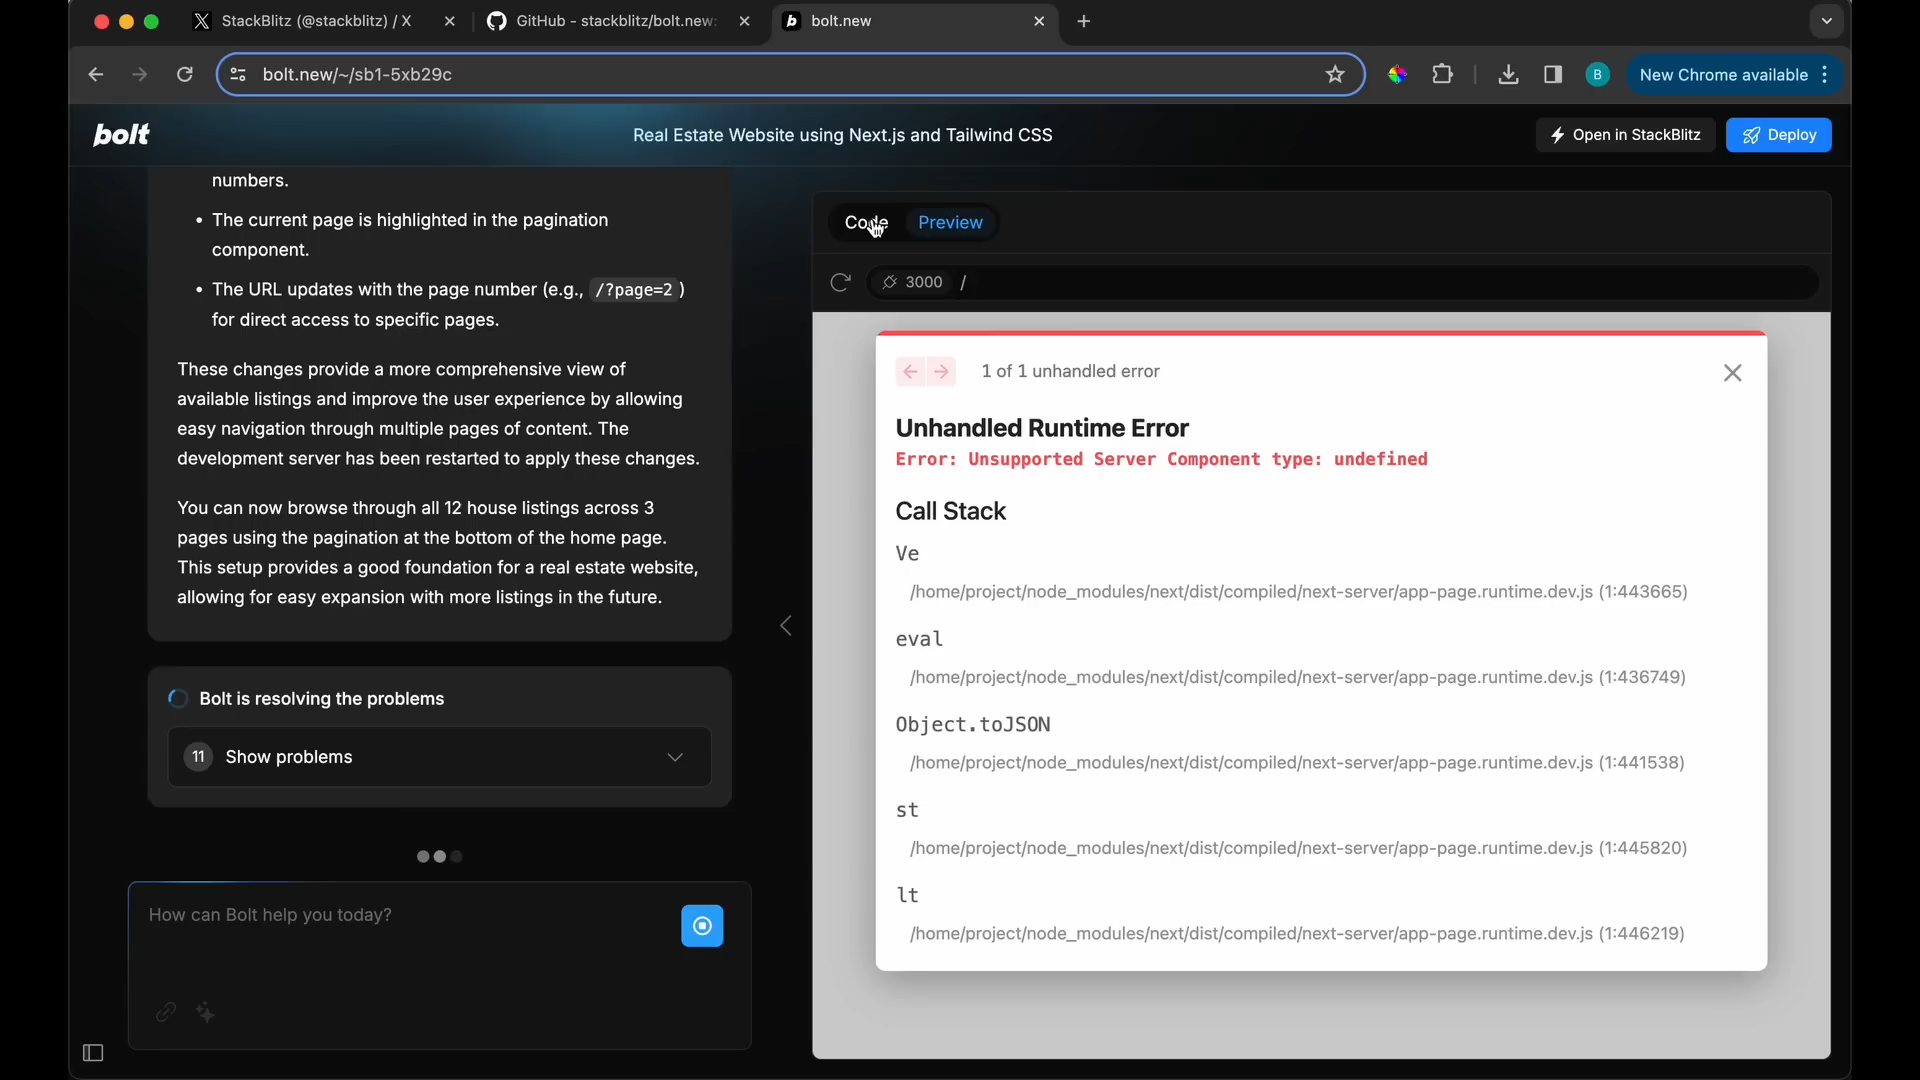 StackBlitz (@stackblitz) / X
GitHub - stackblitz/bolt.new:
b
bolt.new
bolt.new/~/sb1-5xb29c
B
New Chrome available
bolt
Real Estate Website using Next.js and Tailwind CSS
Open in StackBlitz
Deploy
numbers.
• The current page is highlighted in the pagination
component.
• The URL updates with the page number (e.g., /?page=2 )
for direct access to specific pages.
These changes provide a more comprehensive view of
available listings and improve the user experience by allowing
easy navigation through multiple pages of content. The
development server has been restarted to apply these changes.
You can now browse through all 12 house listings across 3
pages using the pagination at the bottom of the home page.
This setup provides a good foundation for a real estate website,
allowing for easy expansion with more listings in the future.
Bolt is resolving the problems
11 Show problems
How can Bolt help you today?
Code Preview
3000 /
1 of 1 unhandled error
Unhandled Runtime Error
Error: Unsupported Server Component type: undefined
Call Stack
Ve
/home/project/node_modules/next/dist/compiled/next-server/app-page.runtime.dev.js (1:443665)
eval
/home/project/node_modules/next/dist/compiled/next-server/app-page.runtime.dev.js (1:436749)
Object.toJSON
/home/project/node_modules/next/dist/compiled/next-server/app-page.runtime.dev.js (1:441538)
st
/home/project/node_modules/next/dist/compiled/next-server/app-page.runtime.dev.js (1:445820)
lt
/home/project/node_modules/next/dist/compiled/next-server/app-page.runtime.dev.js (1:446219)